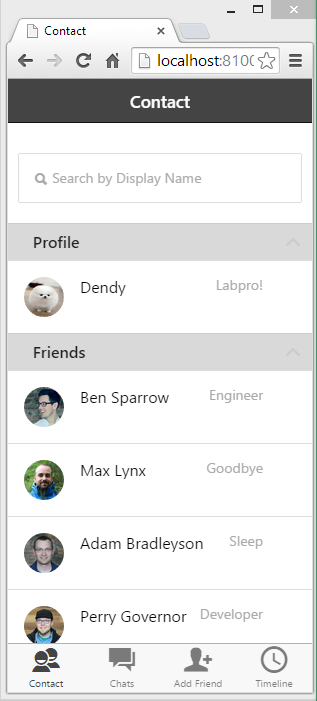 Contact
localhost:8100
Contact
Search by Display Name
Profile
Dendy Labpro!
Friends
Ben Sparrow Engineer
Max Lynx Goodbye
Adam Bradleyson Sleep
Perry Governor Developer
Contact Chats Add Friend Timeline